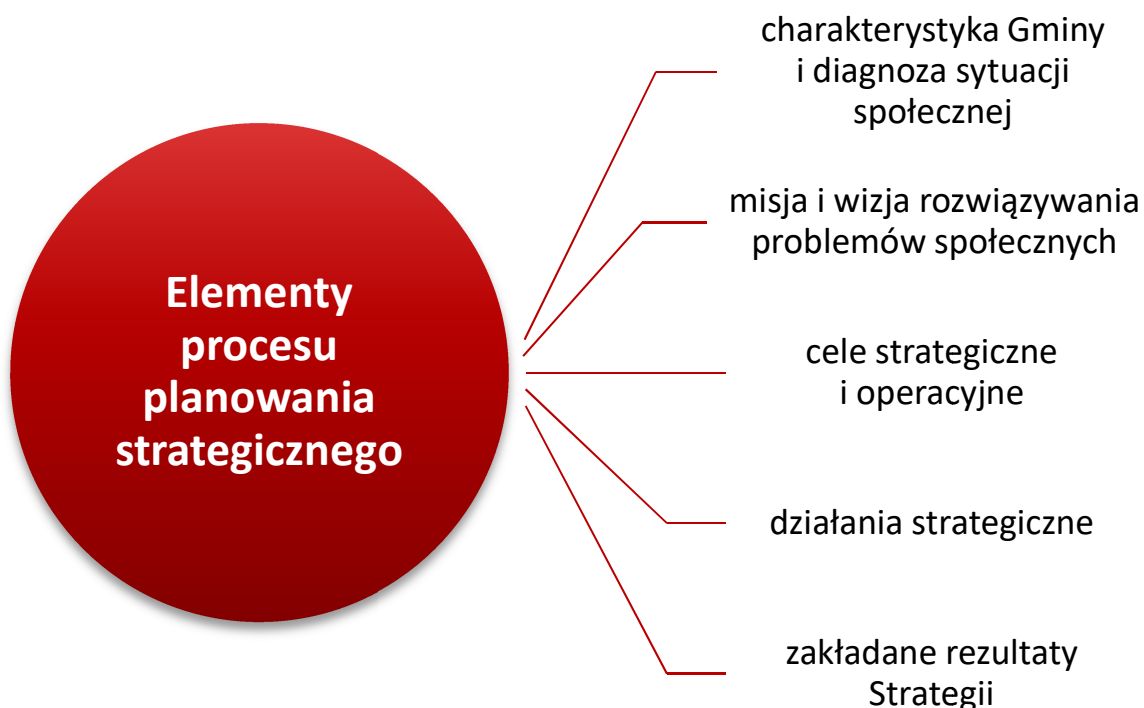 Elementy
procesu
planowania
strategicznego
charakterystyka Gminy
i diagnoza sytuacji
społecznej
misja i wizja rozwiązywania
problemów społecznych
cele strategiczne
i operacyjne
działania strategiczne
zakładane rezultaty
Strategii